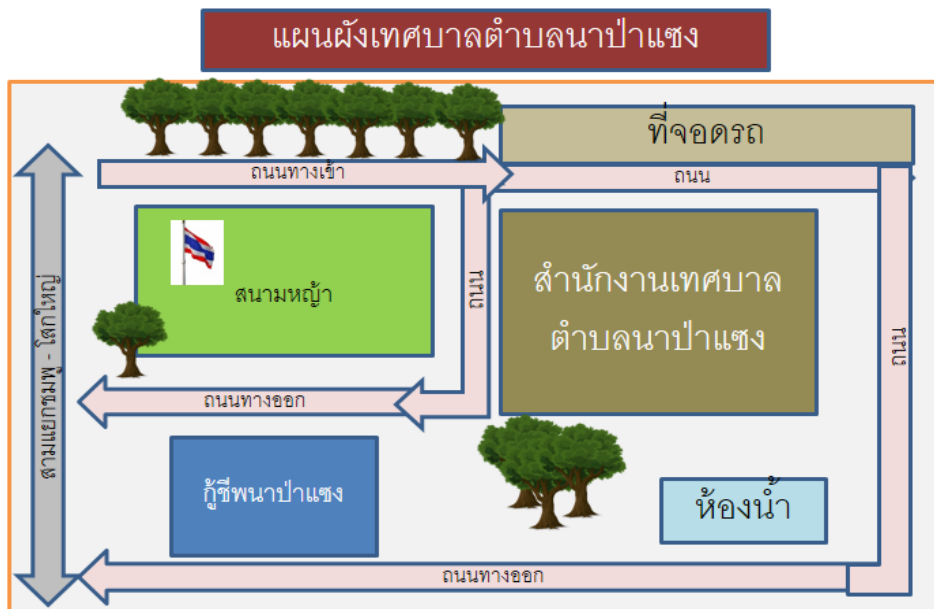 แผนผังเทศบาลตำบลนาป่าแซง
ที่จอดรถ
ถนนทางเข้า
ถนน
สนามหญ้า
ถนน
สำนักงานเทศบาล
ตำบลนาป่าแซง
ถนน
สามแยกชมพู - โสกใหญ่
ถนนทางออก
กู้ชีพนาป่าแซง
ห้องน้ำ
ถนนทางออก